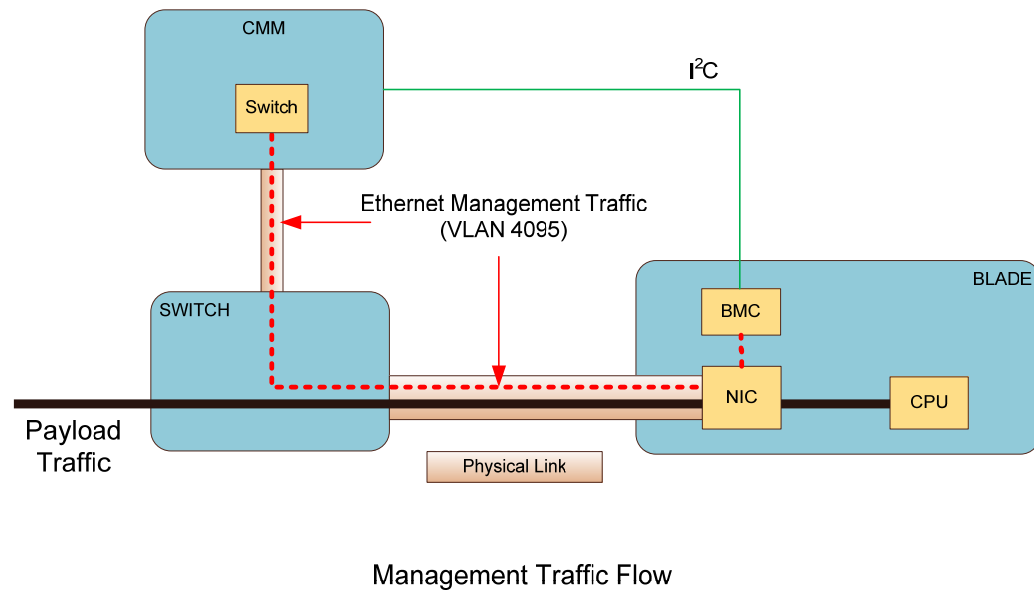 CMM
Switch
I²C
Ethernet Management Traffic
(VLAN 4095)
SWITCH
BLADE
BMC
NIC
CPU
Payload
Traffic
Physical Link
Management Traffic Flow